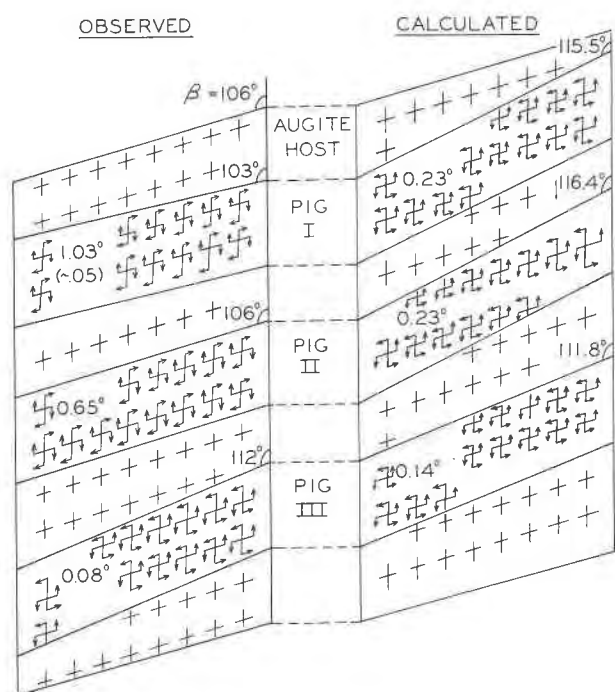 OBSERVED
CALCULATED
β = 106°
115.5°
AUGITE
HOST
103°
0.23°
116.4°
1.03°
(~.05)
PIG
I
106°
0.23°
PIG
II
111.8°
0.65°
112°
PIG
III
0.14°
0.08°